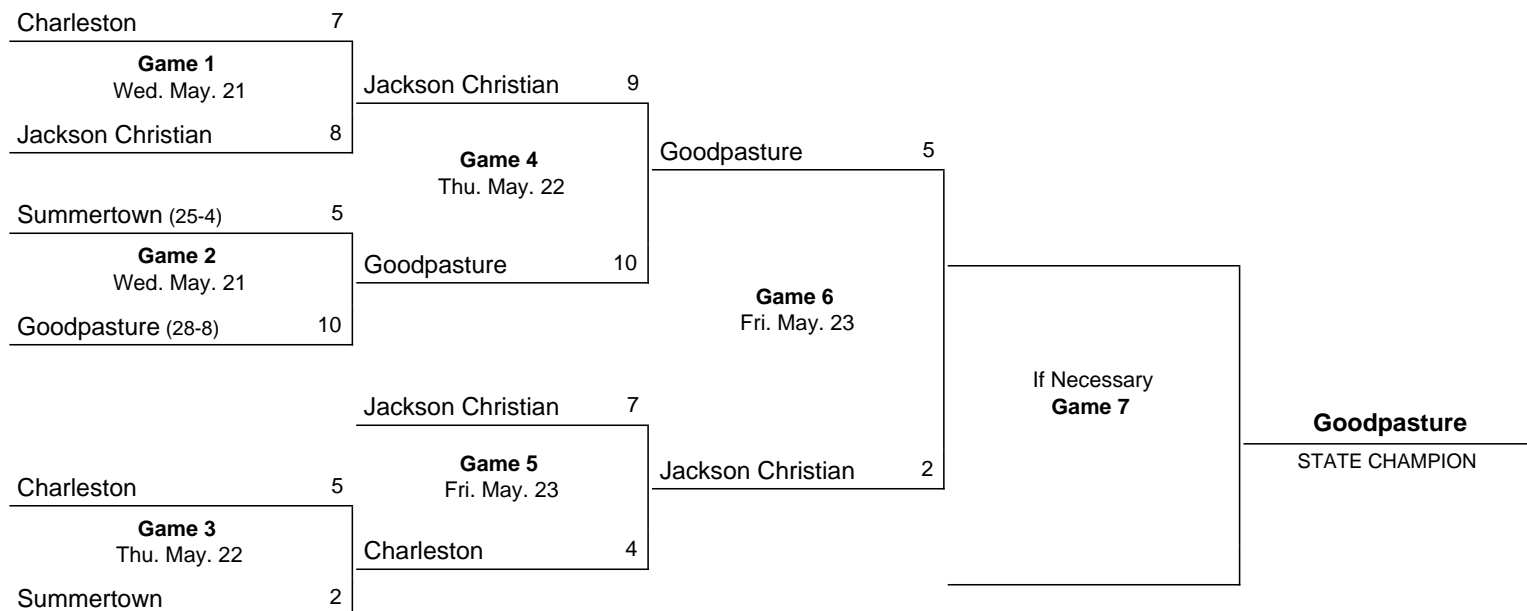 Charleston 7
Game 1
Wed. May. 21
Jackson Christian 8
Summertown (25-4) 5
Game 2
Wed. May. 21
Goodpasture (28-8) 10
Charleston 5
Game 3
Thu. May. 22
Summertown 2
Jackson Christian 9
Game 4
Thu. May. 22
Goodpasture 10
Jackson Christian 7
Game 5
Fri. May. 23
Charleston 4
Goodpasture 5
Game 6
Fri. May. 23
Jackson Christian 2
If Necessary
Game 7
Goodpasture
STATE CHAMPION